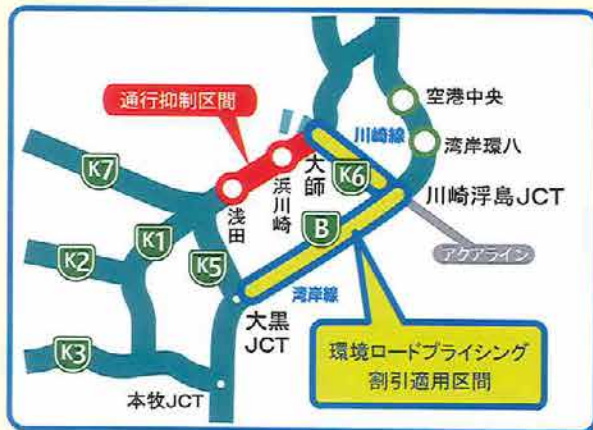 通行抑制区間
空港中央
湾岸環八
川崎線
大師
浜川崎
浅田
K7
K6
川崎浮島JCT
B
アクアライン
K1
K2
K5
湾岸線
大黒
JCT
環境ロードプライシング
割引適用区間
K3
本牧JCT